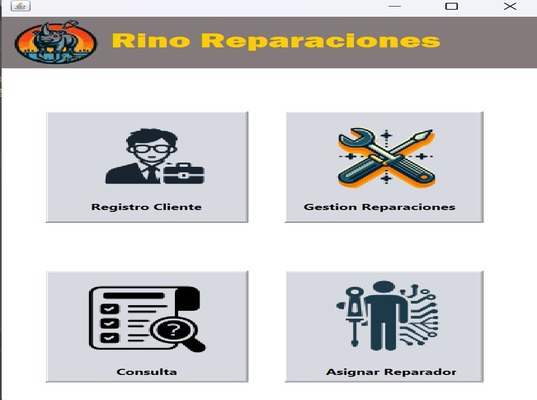 Rino Reparaciones
Registro Cliente
Gestion Reparaciones
?
Consulta
Asignar Reparador